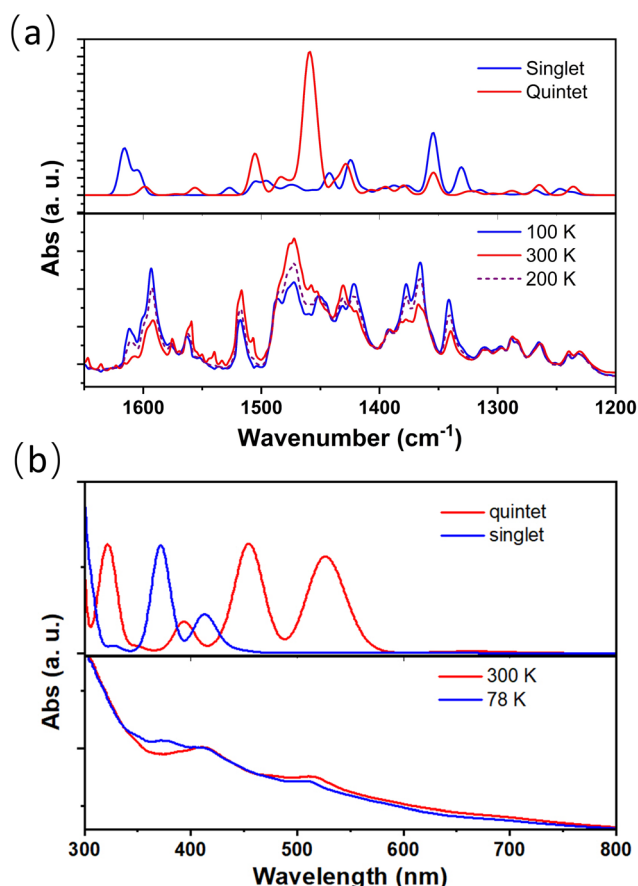 (a)
Singlet
Quintet
100 K
300 K
200 K
Abs (a. u.)
1600 1500 1400 1300 1200
Wavenumber (cm-1)
(b)
quintet
singlet
300 K
78 K
Abs (a. u.)
300 400 500 600 700 800
Wavelength (nm)